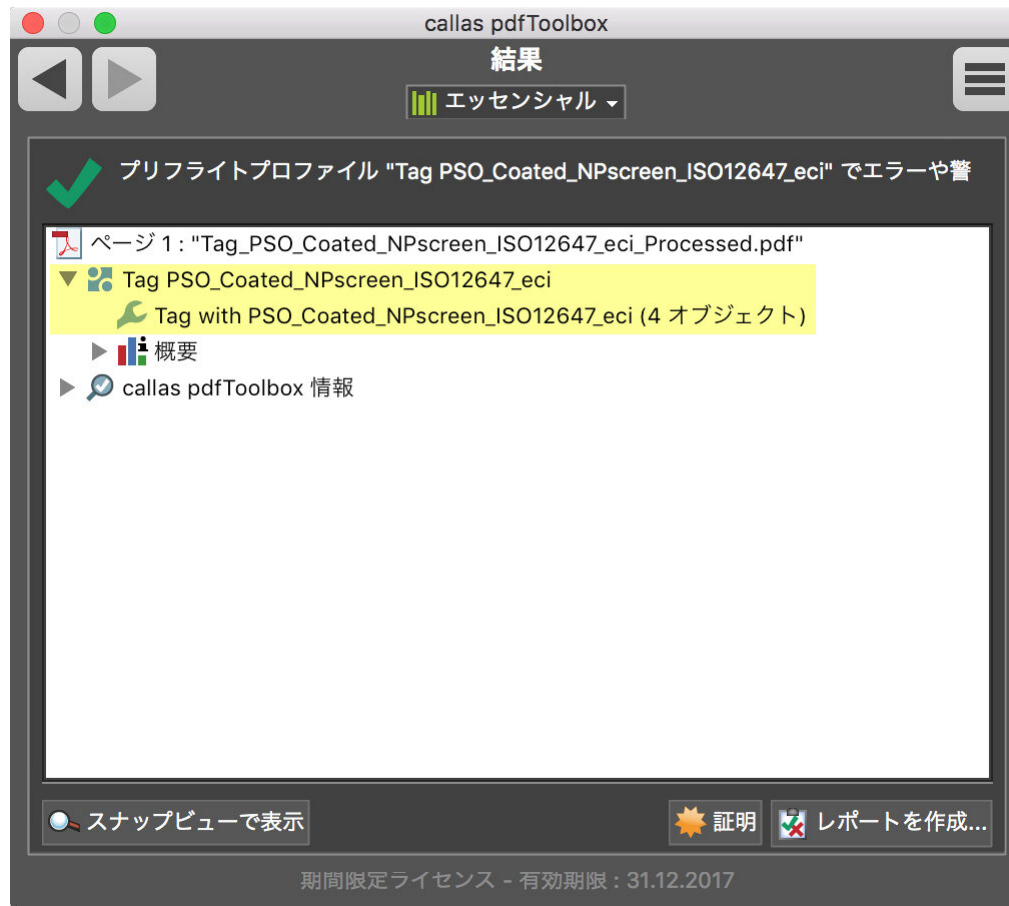 callas pdfToolbox
結果
エッセンシャル
プリフライトプロファイル "Tag PSO_Coated_NPscreen_ISO12647_eci" でエラーや警
ページ 1 : "Tag_PSO_Coated_NPscreen_ISO12647_eci_Processed.pdf"
Tag PSO_Coated_NPscreen_ISO12647_eci
Tag with PSO_Coated_NPscreen_ISO12647_eci (4 オブジェクト)
概要
callas pdfToolbox 情報
スナップビューで表示
証明
レポートを作成...
期間限定ライセンス - 有効期限 : 31.12.2017